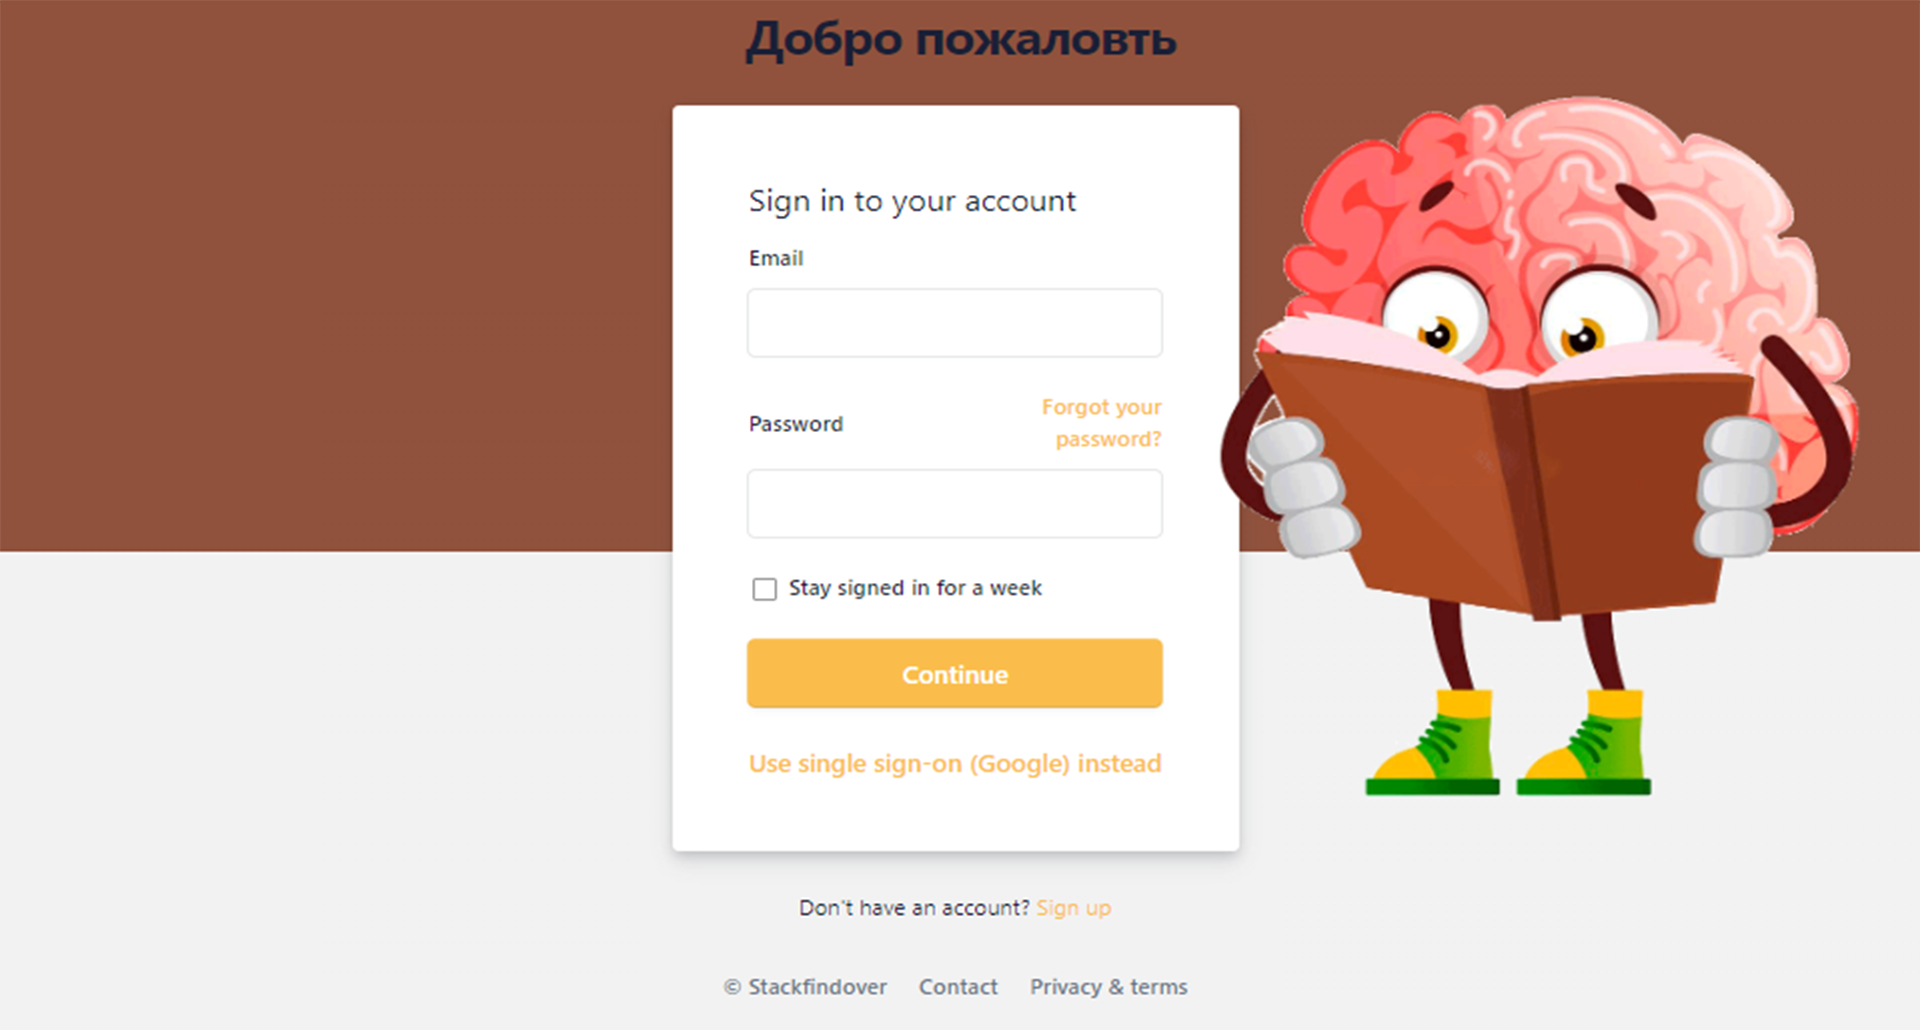 Добро пожаловть
Sign in to your account
Email
Forgot your
Password
password?
Stay signed in for a week
Continue
Use single sign-on (Google) instead
Don't have an account? Sign up
© Stackfindover Contact Privacy & terms